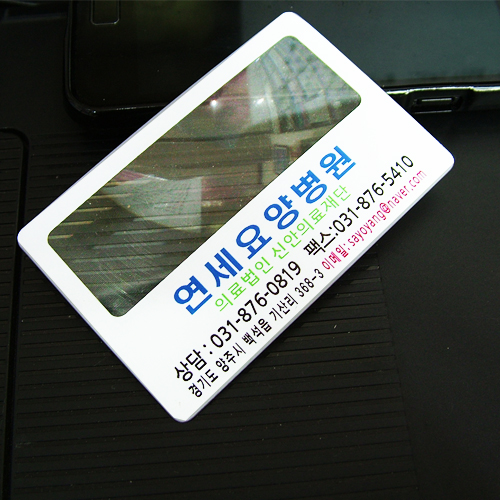 연세요양병원
의료법인 신안의료재단
상담 : 031-876-0819 팩스:031-876-5410
경기도 양주시 백석읍 기산리 368-3 이메일: sayoyang@naver.com